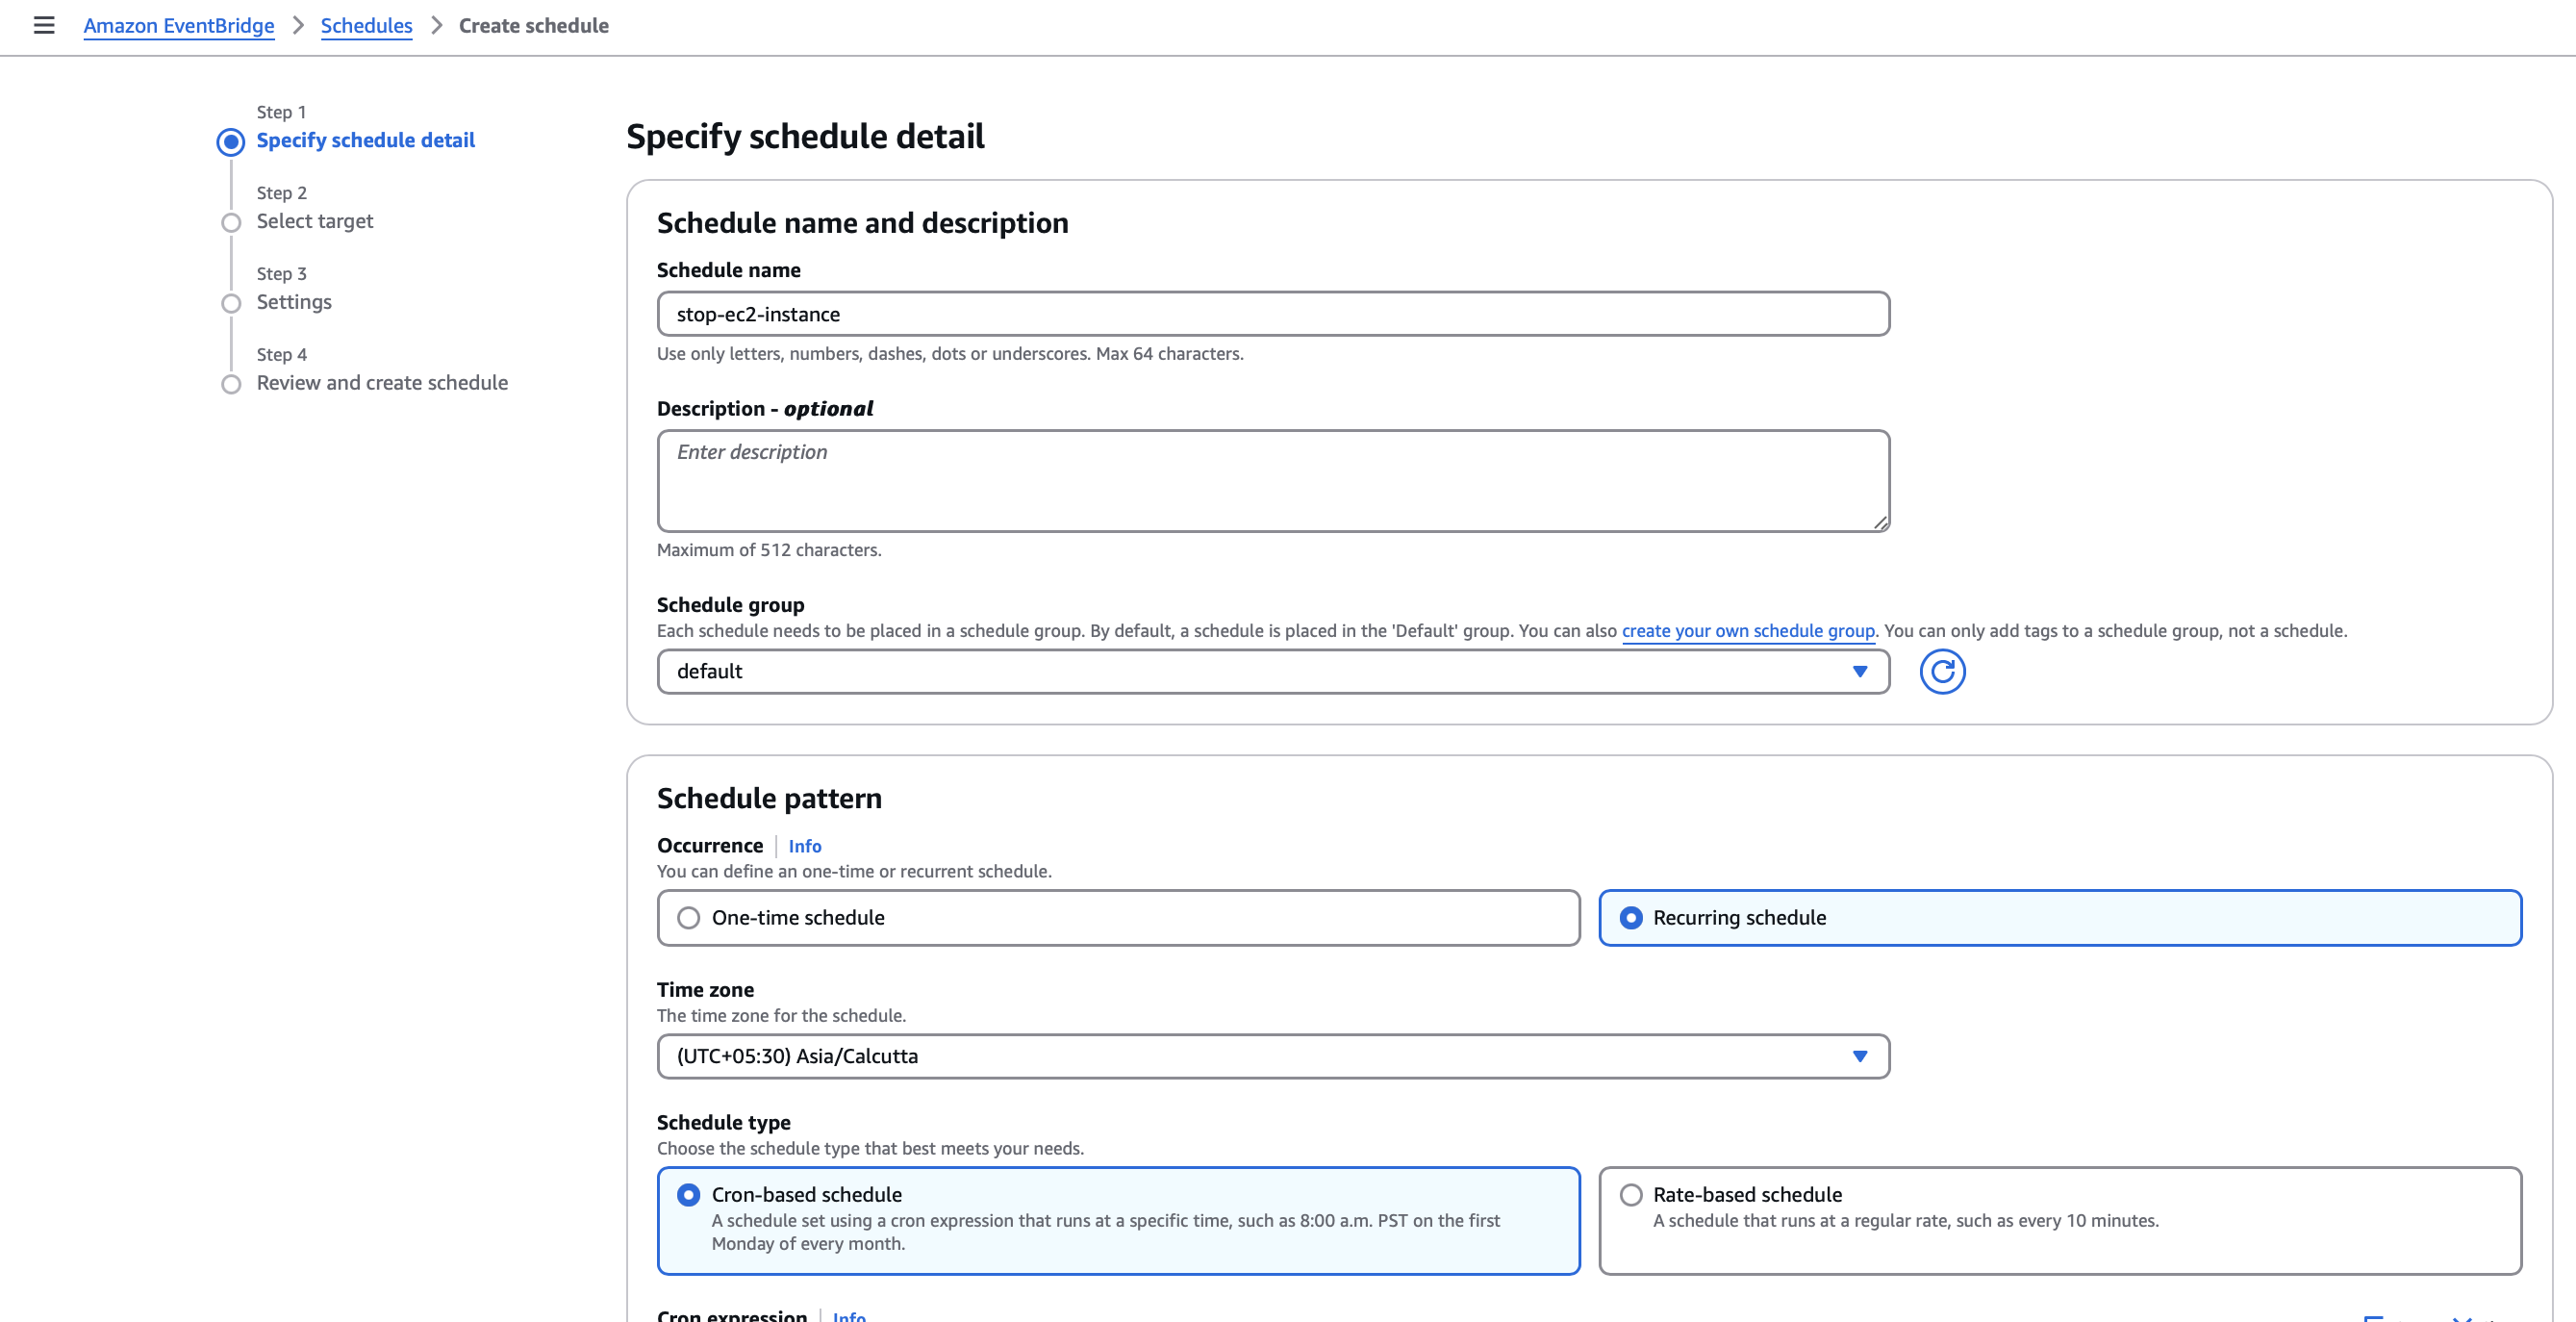 Amazon EventBridge > Schedules > Create schedule
Step 1
Specify schedule detail
Step 2
Select target
Step 3
Settings
Step 4
Review and create schedule
Specify schedule detail
Schedule name and description
Schedule name
stop-ec2-instance
Use only letters, numbers, dashes, dots or underscores. Max 64 characters.
Description - optional
Enter description
Maximum of 512 characters.
Schedule group
Each schedule needs to be placed in a schedule group. By default, a schedule is placed in the 'Default' group. You can also create your own schedule group. You can only add tags to a schedule group, not a schedule.
default
Schedule pattern
Occurrence Info
You can define an one-time or recurrent schedule.
One-time schedule
Recurring schedule
Time zone
The time zone for the schedule.
(UTC+05:30) Asia/Calcutta
Schedule type
Choose the schedule type that best meets your needs.
Cron-based schedule
A schedule set using a cron expression that runs at a specific time, such as 8:00 a.m. PST on the first
Monday of every month.
Rate-based schedule
A schedule that runs at a regular rate, such as every 10 minutes.
Cron expression Info